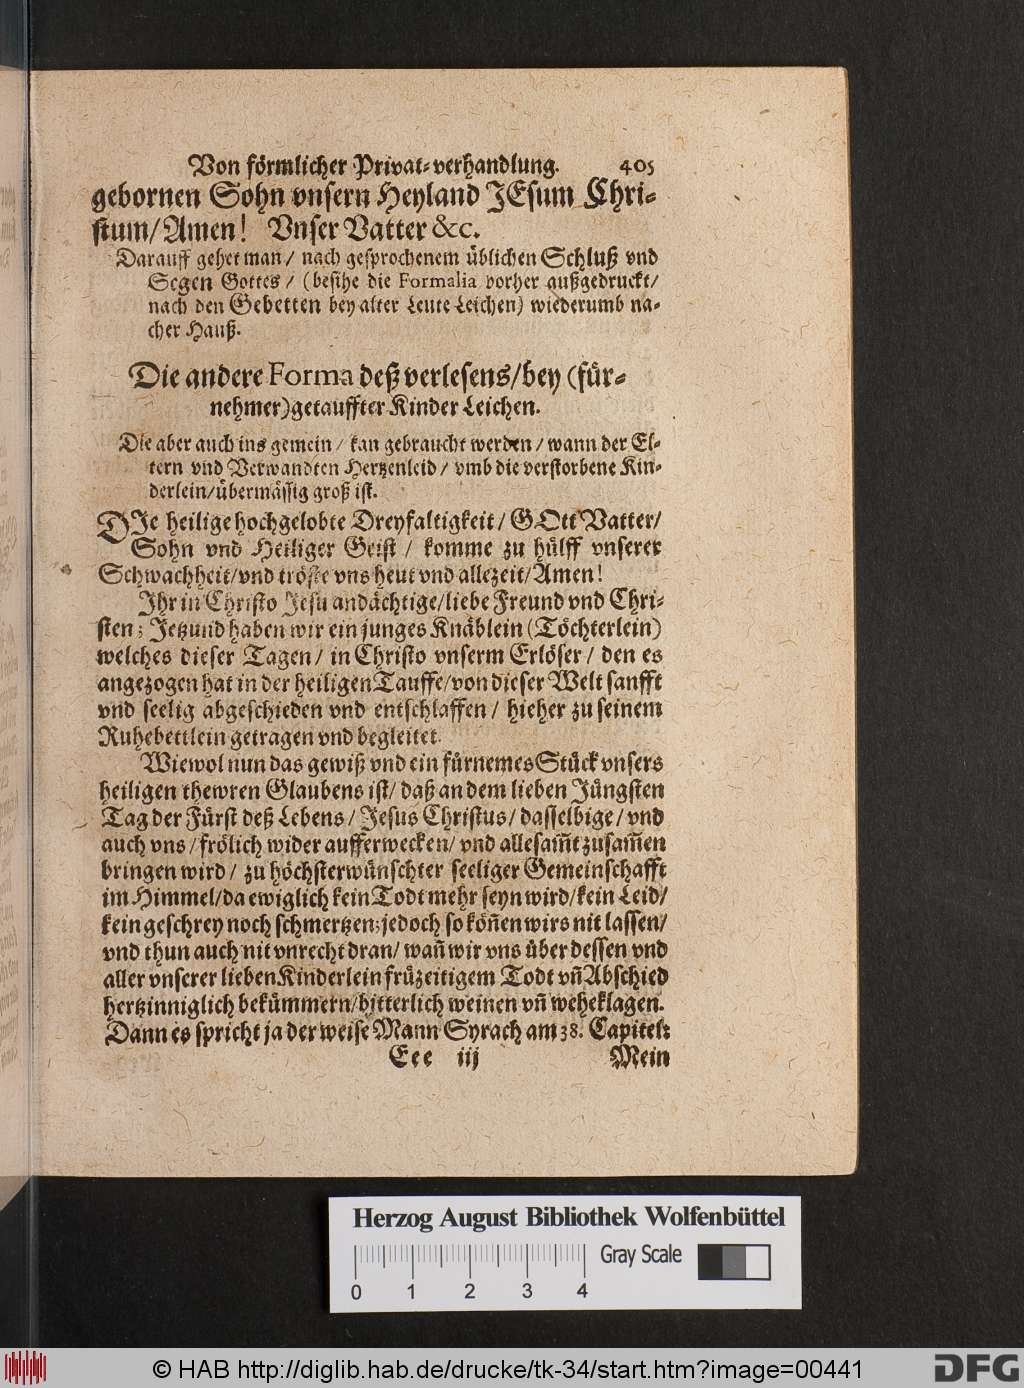 Von förmlicher Privat-verhandlung. 405
gebornen Sohn vnsern Heyland JEsum Chri-
stum/Amen! Vnser Vatter &c.
Darauff gehet man/ nach gesprochenem üblichen Schluß vnd
Segen Gottes/ (besihe die Formalia vorher außgedruckt/
nach den Gebetten bey alter Leute Leichen) wiederumb na-
cher Hauß.
Die andere Forma deß verlesens/bey (für-
nehmer)getauffter Kinder Leichen.
Die aber auch ins gemein/ kan gebraucht werden/ wann der El-
tern vnd Verwandten Hertzenleid/ vmb die verstorbene Kin-
derlein/übermässig groß ist.
DIe heilige hochgelobte Dreyfaltigkeit/ GOtt Vatter/
Sohn vnd Heiliger Geist/ komme zu hülff vnserer
Schwachheit/vnd tröste vns heut vnd allezeit/Amen!
Ihr in Christo Jesu andächtige/liebe Freund vnd Chri-
sten; Jetzund haben wir ein junges Knäblein (Töchterlein)
welches dieser Tagen/ in Christo vnserm Erlöser/ den es
angezogen hat in der heiligen Tauffe/von dieser Welt sanfft
vnd seelig abgeschieden vnd entschlaffen/ hieher zu seinem
Ruhebettlein getragen vnd begleitet.
Wiewol nun das gewiß vnd ein fürnemes Stück vnsers
heiligen thewren Glaubens ist/ daß an dem lieben Jüngsten
Tag der Fürst deß Lebens/ Jesus Christus/ dasselbige/ vnd
auch vns/frölich wider aufferwecken/ vnd allesam̃t zusam̃en
bringen wird/ zu höchsterwünschter seeliger Gemeinschafft
im Himmel/da ewiglich kein Todt mehr seyn wird/kein Leid/
kein geschrey noch schmertzen; jedoch so kön̄en wirs nit lassen/
vnd thun auch nit vnrecht dran/ wan̄ wir vns über dessen vnd
aller vnserer lieben Kinderlein früzeitigem Todt vn̄ Abschied
hertzinniglich bekümmern/bitterlich weinen vn̄ weheklagen.
Dann es spricht ja der weise Mann Syrach am 38. Capitel:
Eee iij Mein
Herzog August Bibliothek Wolfenbüttel
Gray Scale
0 1 2 3 4
© HAB http://diglib.hab.de/drucke/tk-34/start.htm?image=00441
DFG